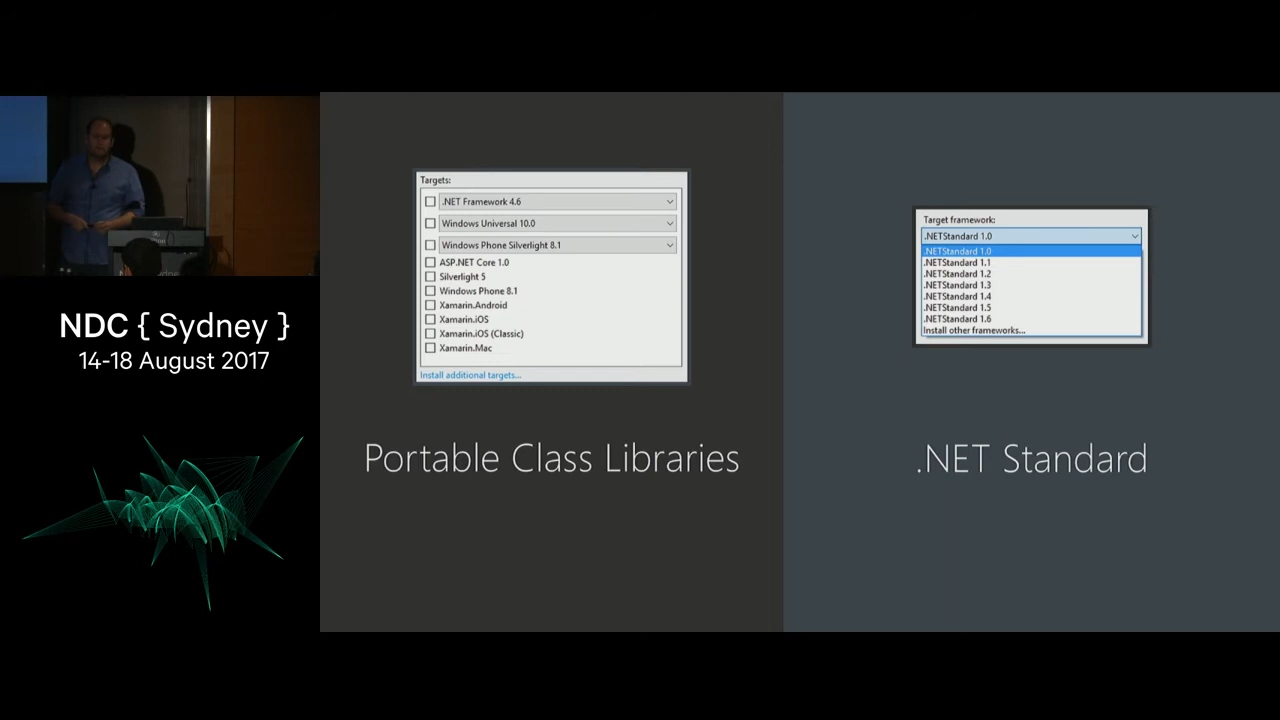 NDC { Sydney }
14-18 August 2017
Targets:
.NET Framework 4.6
Windows Universal 10.0
Windows Phone Silverlight 8.1
ASP.NET Core 1.0
Silverlight 5
Windows Phone 8.1
Xamarin.Android
Xamarin.iOS
Xamarin.iOS (Classic)
Xamarin.Mac
Install additional targets...
Portable Class Libraries
Target framework:
.NETStandard 1.0
.NETStandard 1.0
.NETStandard 1.1
.NETStandard 1.2
.NETStandard 1.3
.NETStandard 1.4
.NETStandard 1.5
.NETStandard 1.6
Install other frameworks...
.NET Standard